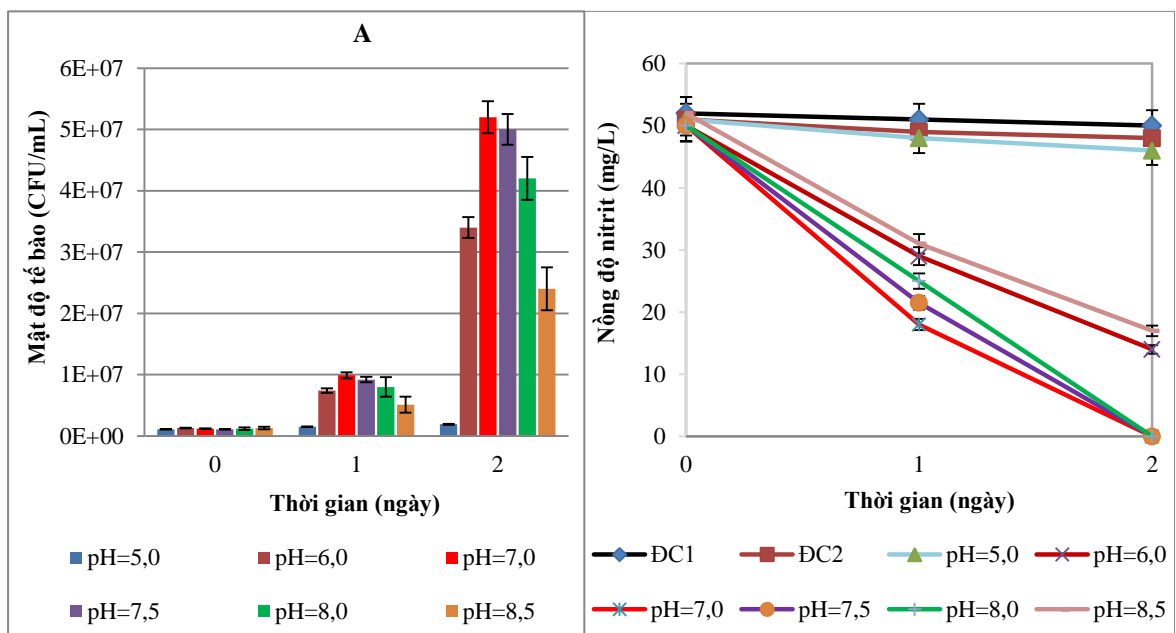 A
Mật độ tế bào (CFU/mL)
6E+07
5E+07
4E+07
3E+07
2E+07
1E+07
0E+00
0 1 2
Thời gian (ngày)
pH=5,0 pH=6,0 pH=7,0
pH=7,5 pH=8,0 pH=8,5
Nồng độ nitrit (mg/L)
60
50
40
30
20
10
0
0 1 2
Thời gian (ngày)
ĐC1 ĐC2 pH=5,0 pH=6,0
pH=7,0 pH=7,5 pH=8,0 pH=8,5